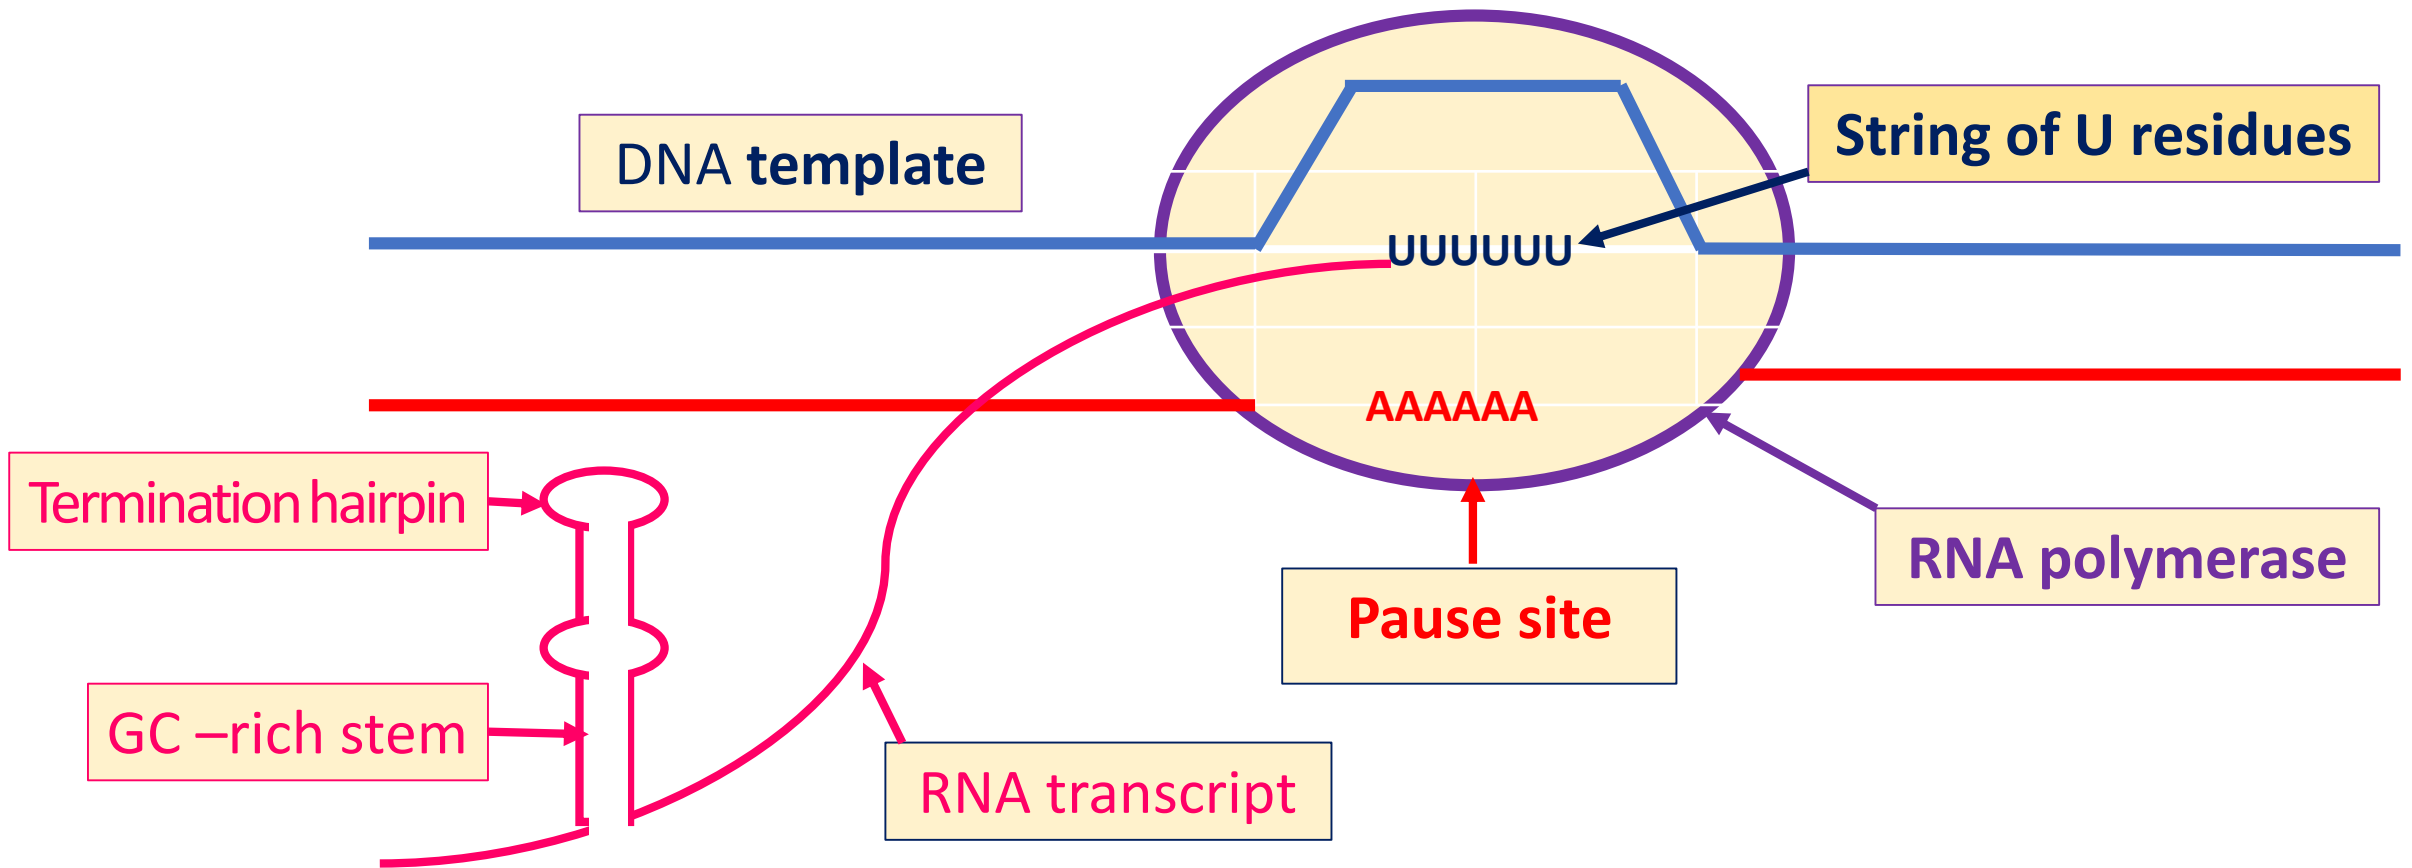 DNA template
String of U residues
UUUUUU
AAAAAA
Termination hairpin
RNA polymerase
Pause site
GC –rich stem
RNA transcript